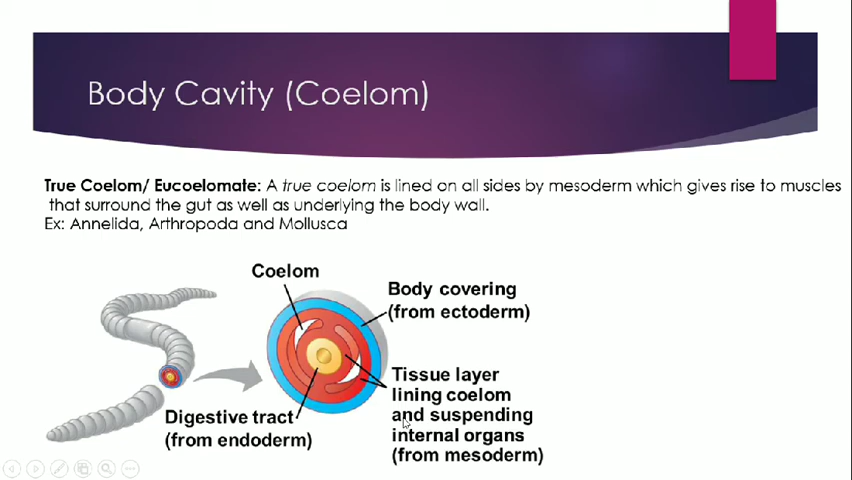 Body Cavity (Coelom)
True Coelom/ Eucoelomate: A true coelom is lined on all sides by mesoderm which gives rise to muscles
that surround the gut as well as underlying the body wall.
Ex: Annelida, Arthropoda and Mollusca
Coelom
Body covering
(from ectoderm)
Tissue layer
lining coelom
and suspending
internal organs
(from mesoderm)
Digestive tract
(from endoderm)